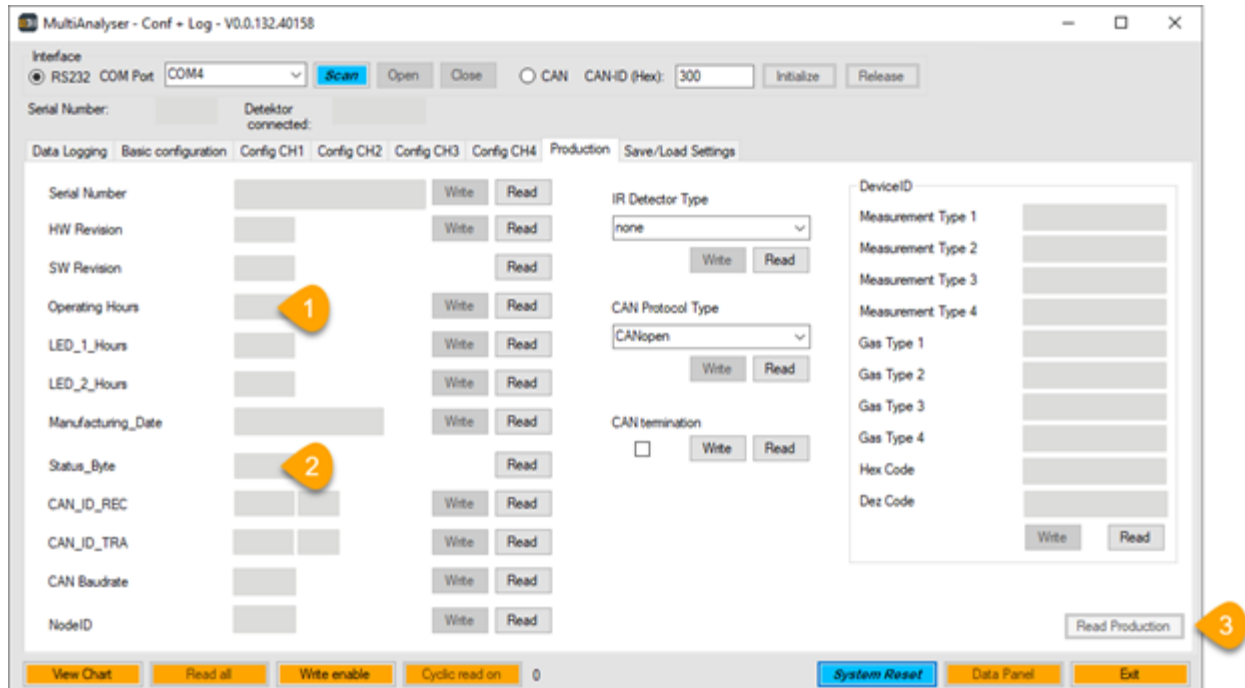 MultiAnalyser - Conf + Log - V0.0.132.40158
Interface
RS232 COM Port COM4 Scan Open Close CAN CAN-ID (Hex): 300 Initialize Release
Serial Number: Detektor connected:
Data Logging Basic configuration Config CH1 Config CH2 Config CH3 Config CH4 Production Save/Load Settings
Serial Number Write Read
HW Revision Write Read
SW Revision Read
Operating Hours 1 Write Read
LED_1_Hours Write Read
LED_2_Hours Write Read
Manufacturing_Date Write Read
Status_Byte 2 Read
CAN_ID_REC Write Read
CAN_ID_TRA Write Read
CAN Baudrate Write Read
NodeID Write Read
IR Detector Type
none
Write Read
CAN Protocol Type
CANopen
Write Read
CAN termination
Write Read
DeviceID
Measurement Type 1
Measurement Type 2
Measurement Type 3
Measurement Type 4
Gas Type 1
Gas Type 2
Gas Type 3
Gas Type 4
Hex Code
Dez Code
Write Read
Read Production 3
View Chart Read all Write enable Cyclic read on 0 System Reset Data Panel Exit